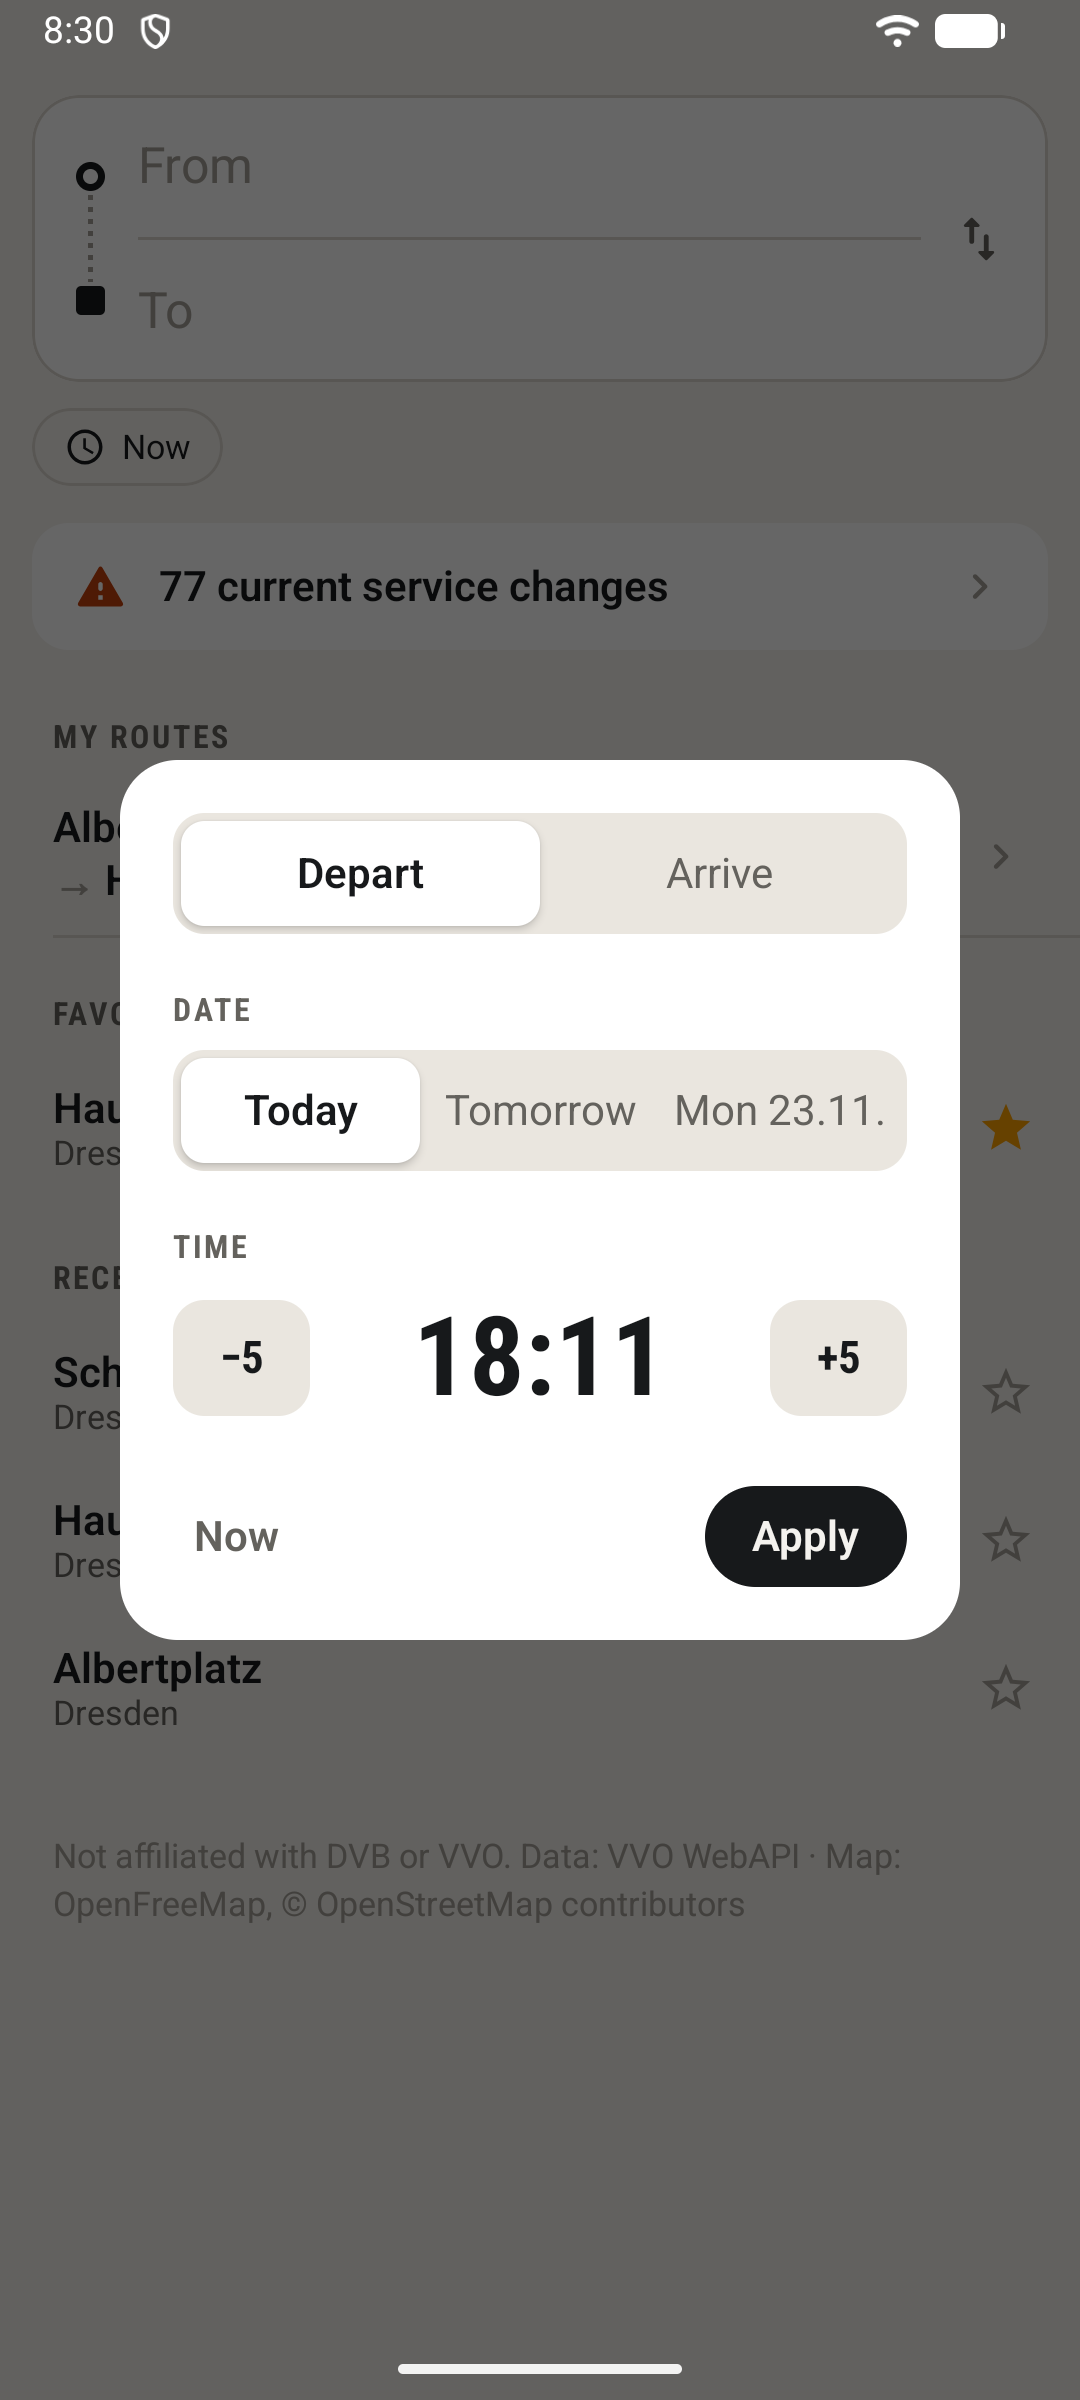 8:30
From
To
Now
77 current service changes
MY ROUTES
Depart
Arrive
DATE
Today
Tomorrow
Mon 23.11.
TIME
−5
18:11
+5
Now
Apply
Albertplatz
Dresden
Not affiliated with DVB or VVO. Data: VVO WebAPI · Map:
OpenFreeMap, © OpenStreetMap contributors